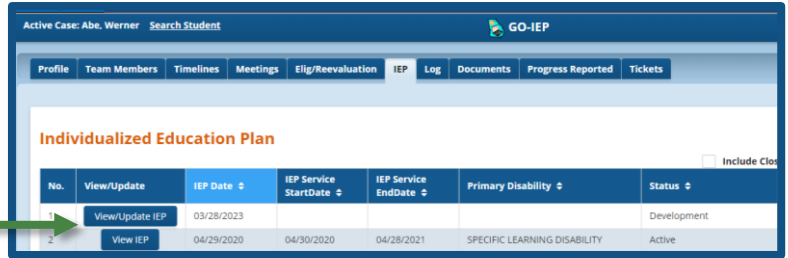 Active Case: Abe, Werner Search Student GO-IEP
Profile Team Members Timelines Meetings Elig/Reevaluation IEP Log Documents Progress Reported Tickets
Individualized Education Plan
Include
No. View/Update IEP Date IEP Service StartDate IEP Service EndDate Primary Disability Status
1 View/Update IEP 03/28/2023 Development
2 View IEP 04/29/2020 04/30/2020 04/28/2021 SPECIFIC LEARNING DISABILITY Active